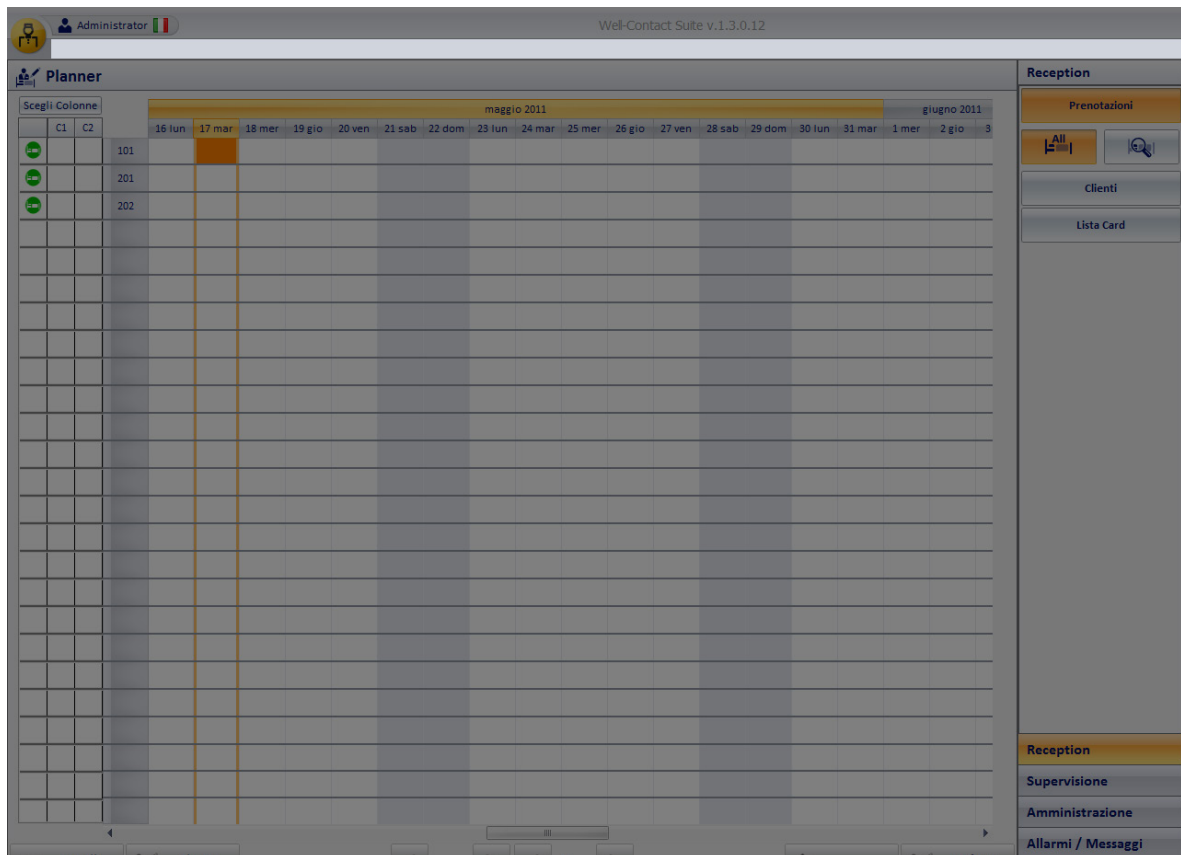 Administrator
Well-Contact Suite v.1.3.0.12
Planner
Reception
Scegli Colonne
maggio 2011
giugno 2011
Prenotazioni
C1 C2
16 lun 17 mar 18 mer 19 gio 20 ven 21 sab 22 dom 23 lun 24 mar 25 mer 26 gio 27 ven 28 sab 29 dom 30 lun 31 mar 1 mer 2 gio 3
101
All
201
Clienti
202
Lista Card
Reception
Supervisione
Amministrazione
Allarmi / Messaggi